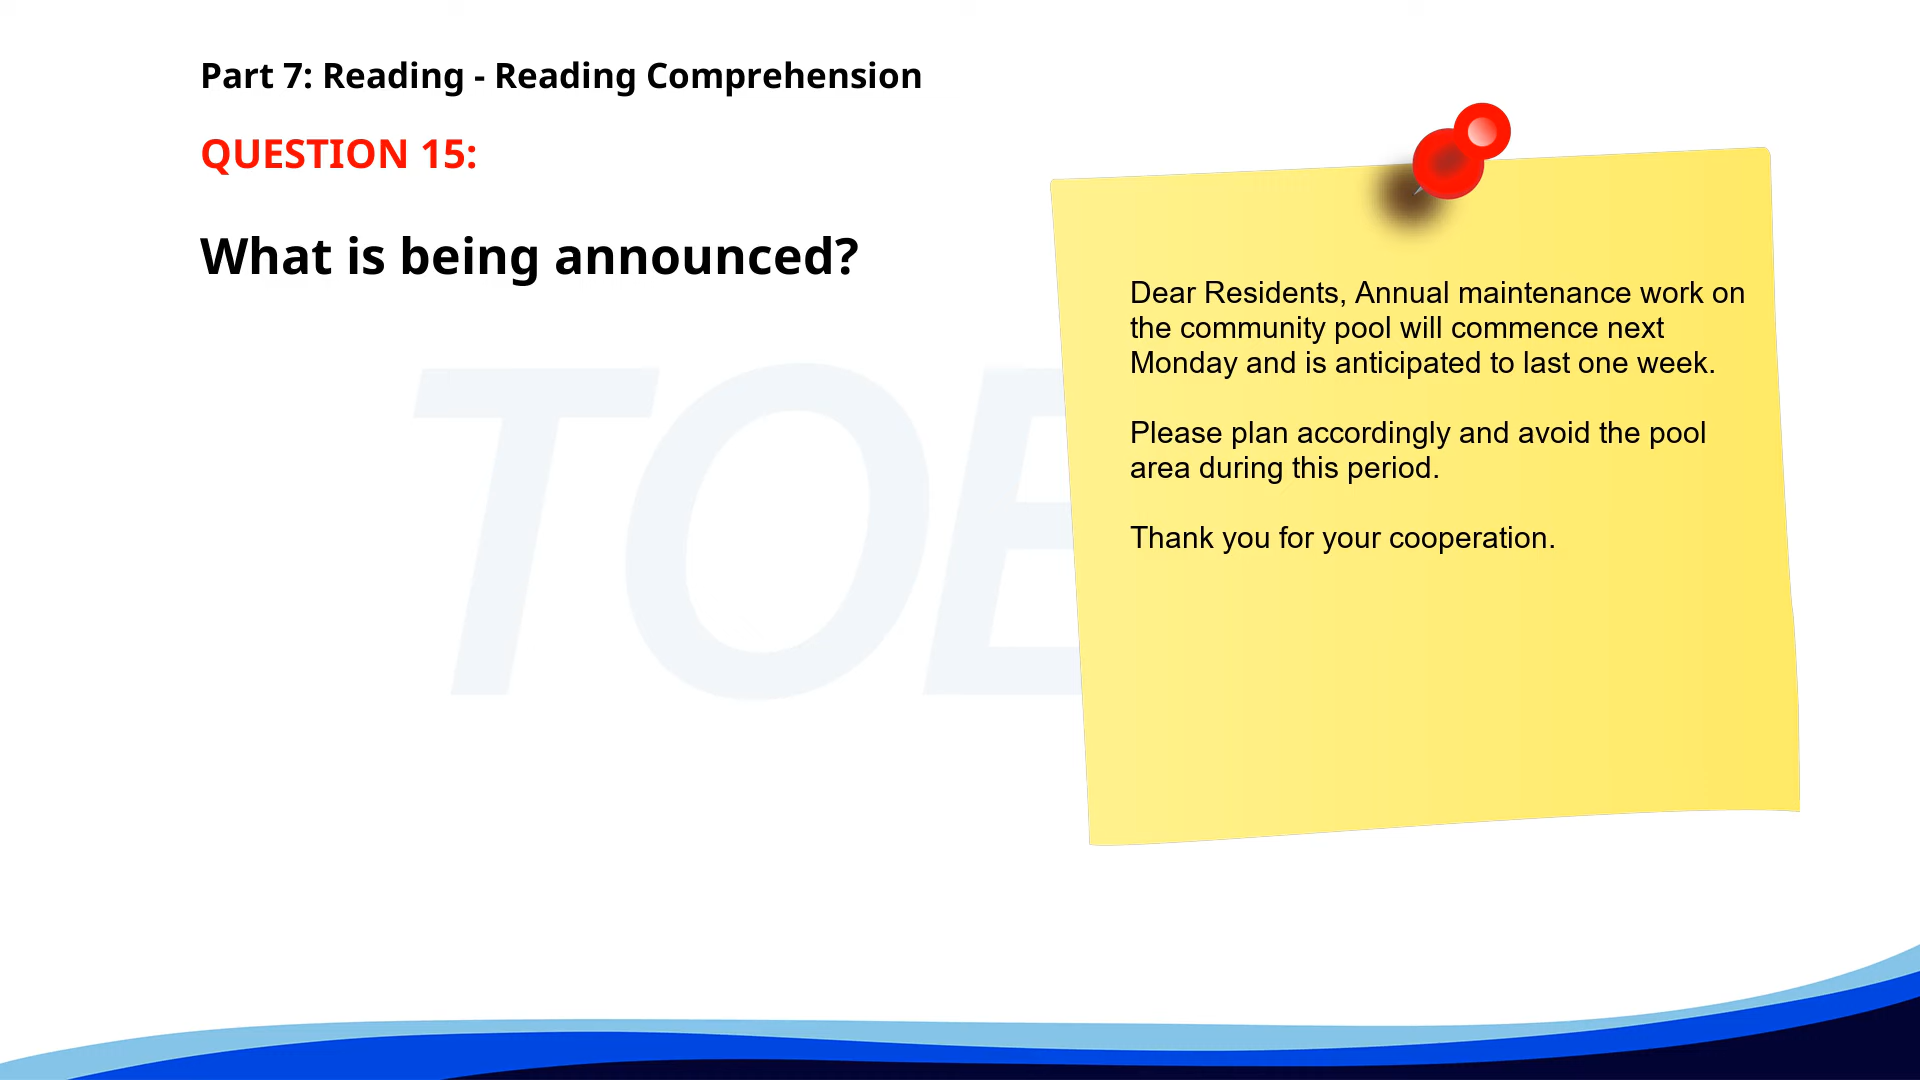 Part 7: Reading - Reading Comprehension
QUESTION 15:
What is being announced?
Dear Residents, Annual maintenance work on
the community pool will commence next
Monday and is anticipated to last one week.
Please plan accordingly and avoid the pool
area during this period.
Thank you for your cooperation.
TOE